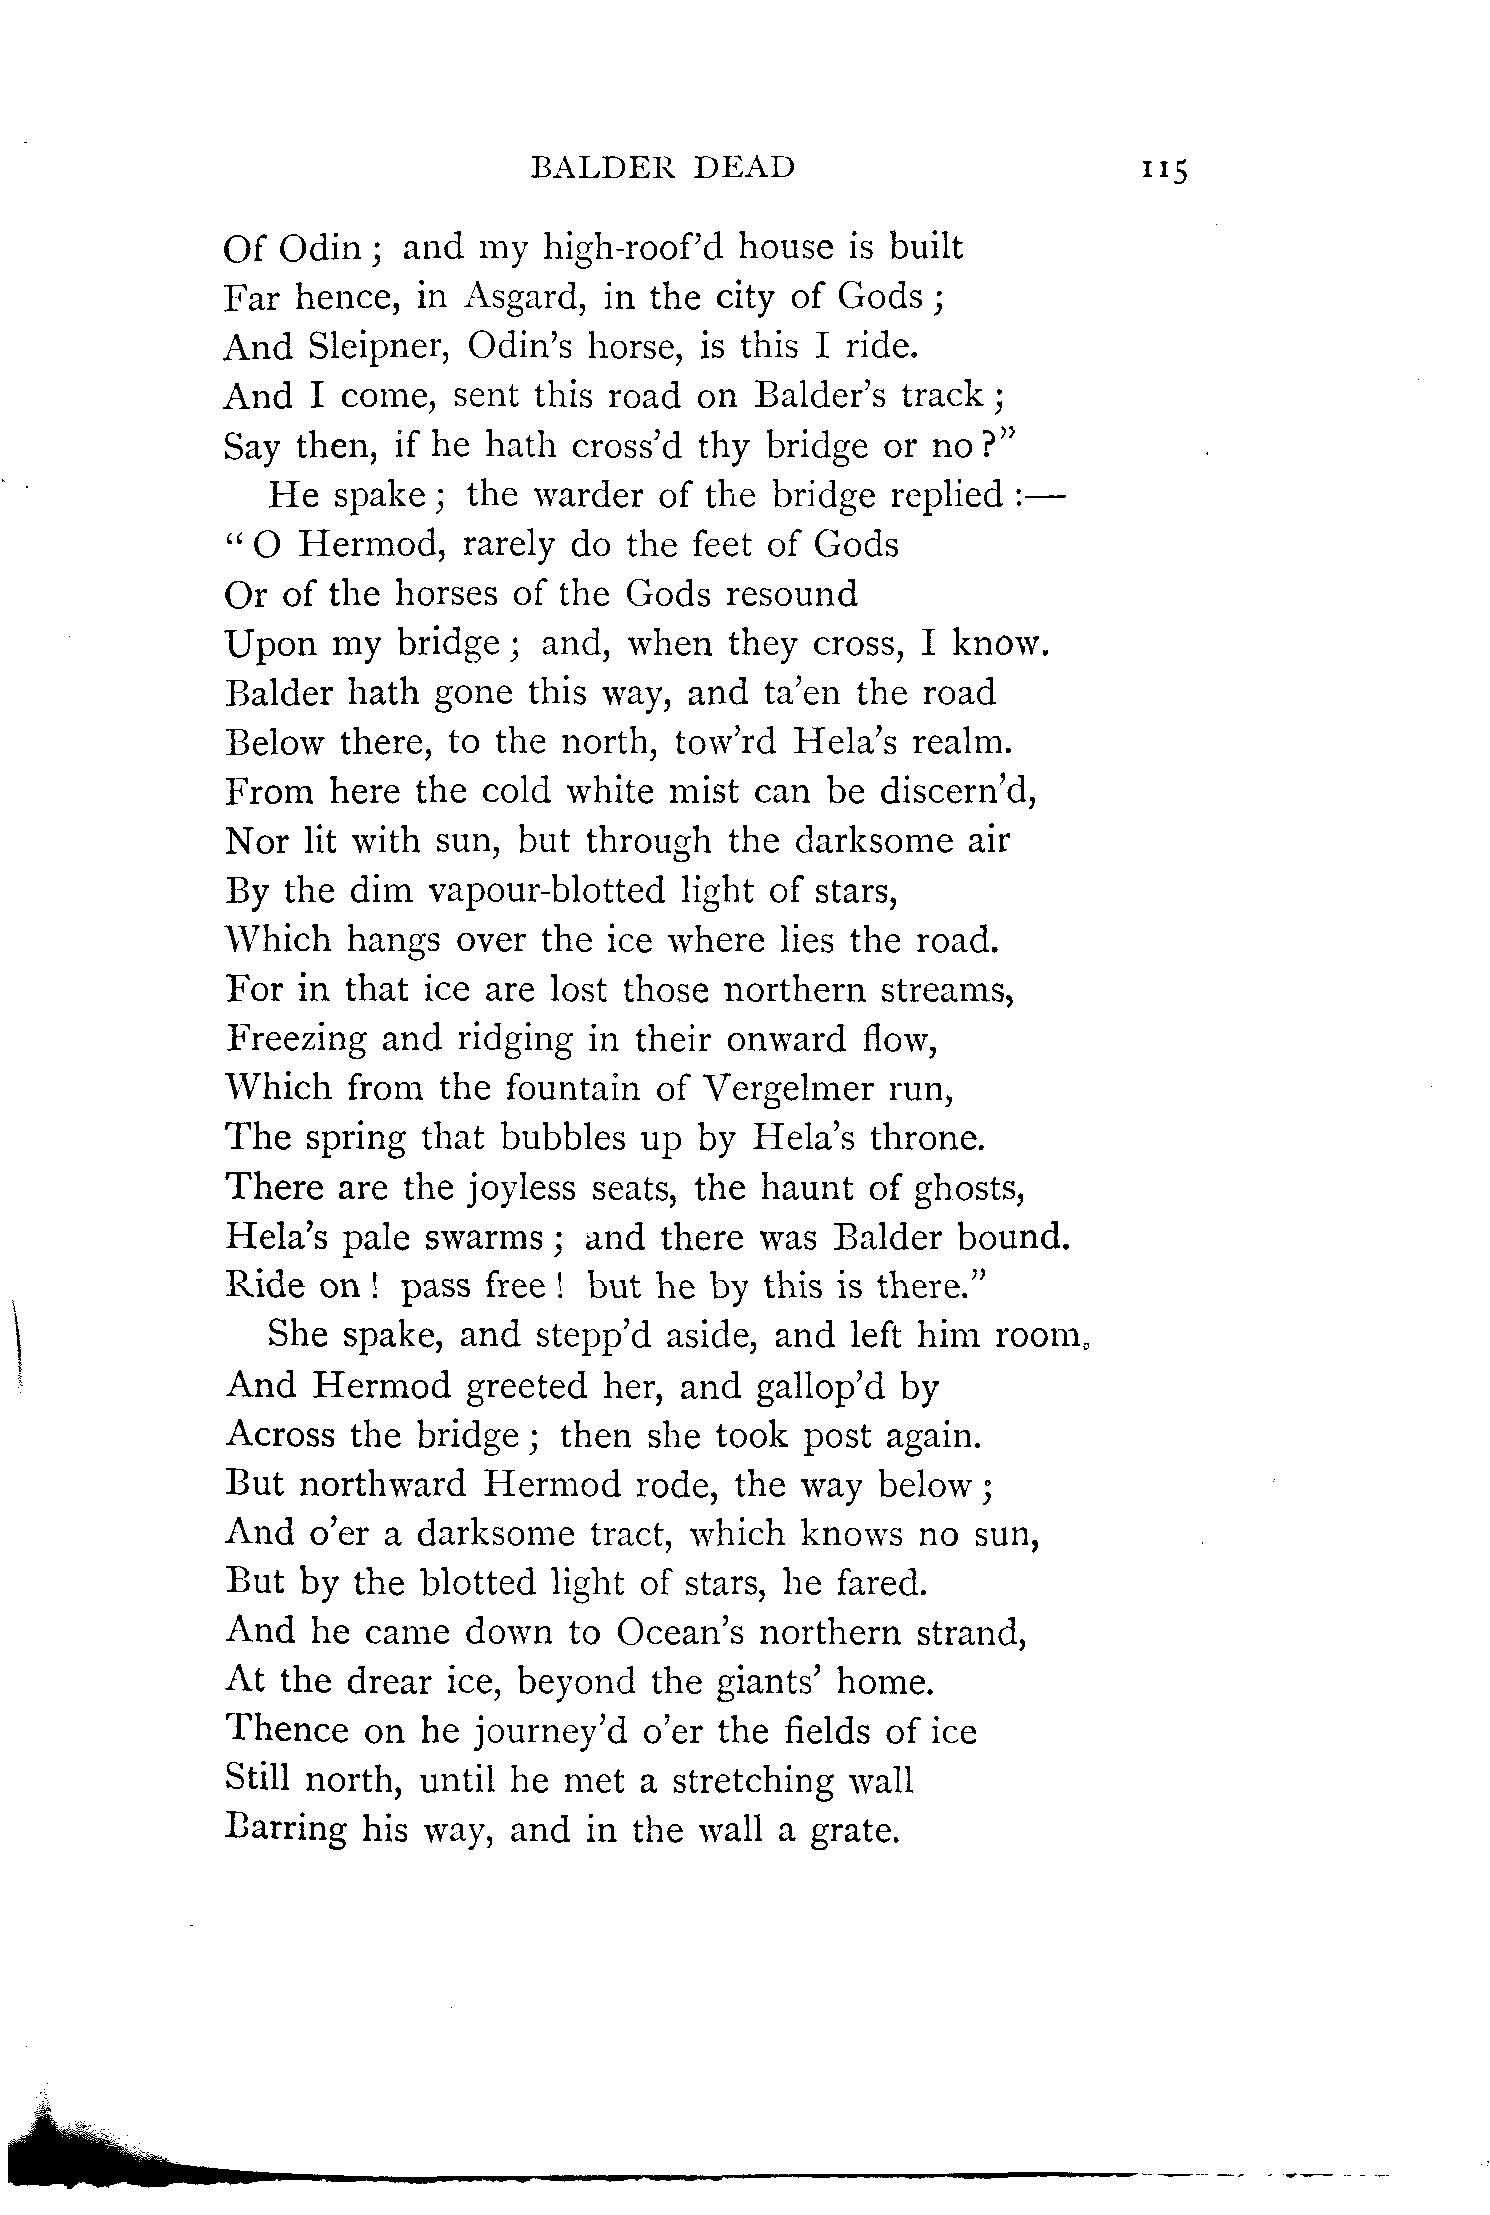 BALDER DEAD 115
Of Odin ; and my high-roof'd house is built
Far hence, in Asgard, in the city of Gods ;
And Sleipner, Odin's horse, is this I ride.
And I come, sent this road on Balder's track ;
Say then, if he hath cross'd thy bridge or no ?”
He spake ; the warder of the bridge replied :—
“ O Hermod, rarely do the feet of Gods
Or of the horses of the Gods resound
Upon my bridge ; and, when they cross, I know.
Balder hath gone this way, and ta'en the road
Below there, to the north, tow'rd Hela's realm.
From here the cold white mist can be discern'd,
Nor lit with sun, but through the darksome air
By the dim vapour-blotted light of stars,
Which hangs over the ice where lies the road.
For in that ice are lost those northern streams,
Freezing and ridging in their onward flow,
Which from the fountain of Vergelmer run,
The spring that bubbles up by Hela's throne.
There are the joyless seats, the haunt of ghosts,
Hela's pale swarms ; and there was Balder bound.
Ride on ! pass free ! but he by this is there.”
She spake, and stepp'd aside, and left him room,
And Hermod greeted her, and gallop'd by
Across the bridge ; then she took post again.
But northward Hermod rode, the way below ;
And o'er a darksome tract, which knows no sun,
But by the blotted light of stars, he fared.
And he came down to Ocean's northern strand,
At the drear ice, beyond the giants' home.
Thence on he journey'd o'er the fields of ice
Still north, until he met a stretching wall
Barring his way, and in the wall a grate.